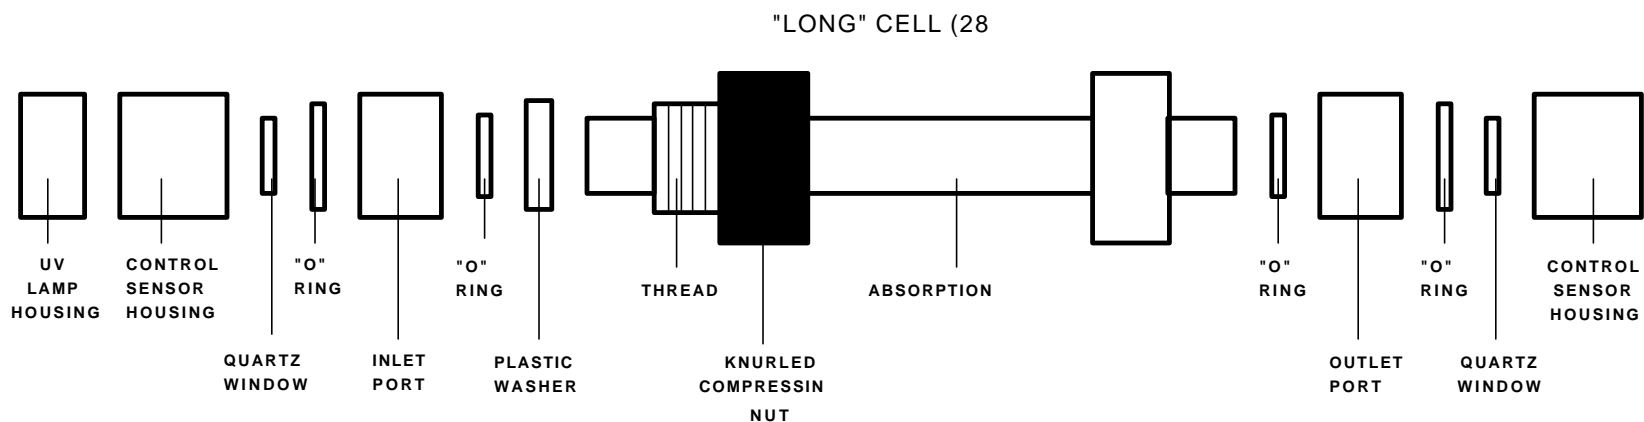 "LONG" CELL (28
UV
LAMP
HOUSING
CONTROL
SENSOR
HOUSING
QUARTZ
WINDOW
"O"
RING
INLET
PORT
"O"
RING
PLASTIC
WASHER
THREAD
KNURLED
COMPRESSIN
NUT
ABSORPTION
"O"
RING
OUTLET
PORT
"O"
RING
QUARTZ
WINDOW
CONTROL
SENSOR
HOUSING